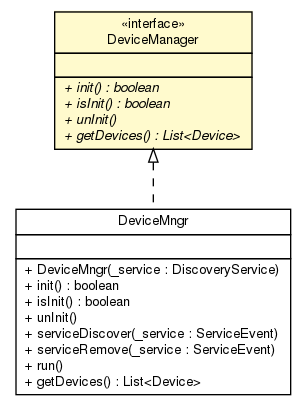 «interface»
DeviceManager
+ init() : boolean
+ isInit() : boolean
+ unInit()
+ getDevices() : List<Device>
DeviceMngr
+ DeviceMngr(_service : DiscoveryService)
+ init() : boolean
+ isInit() : boolean
+ unInit()
+ serviceDiscover(_service : ServiceEvent)
+ serviceRemove(_service : ServiceEvent)
+ run()
+ getDevices() : List<Device>